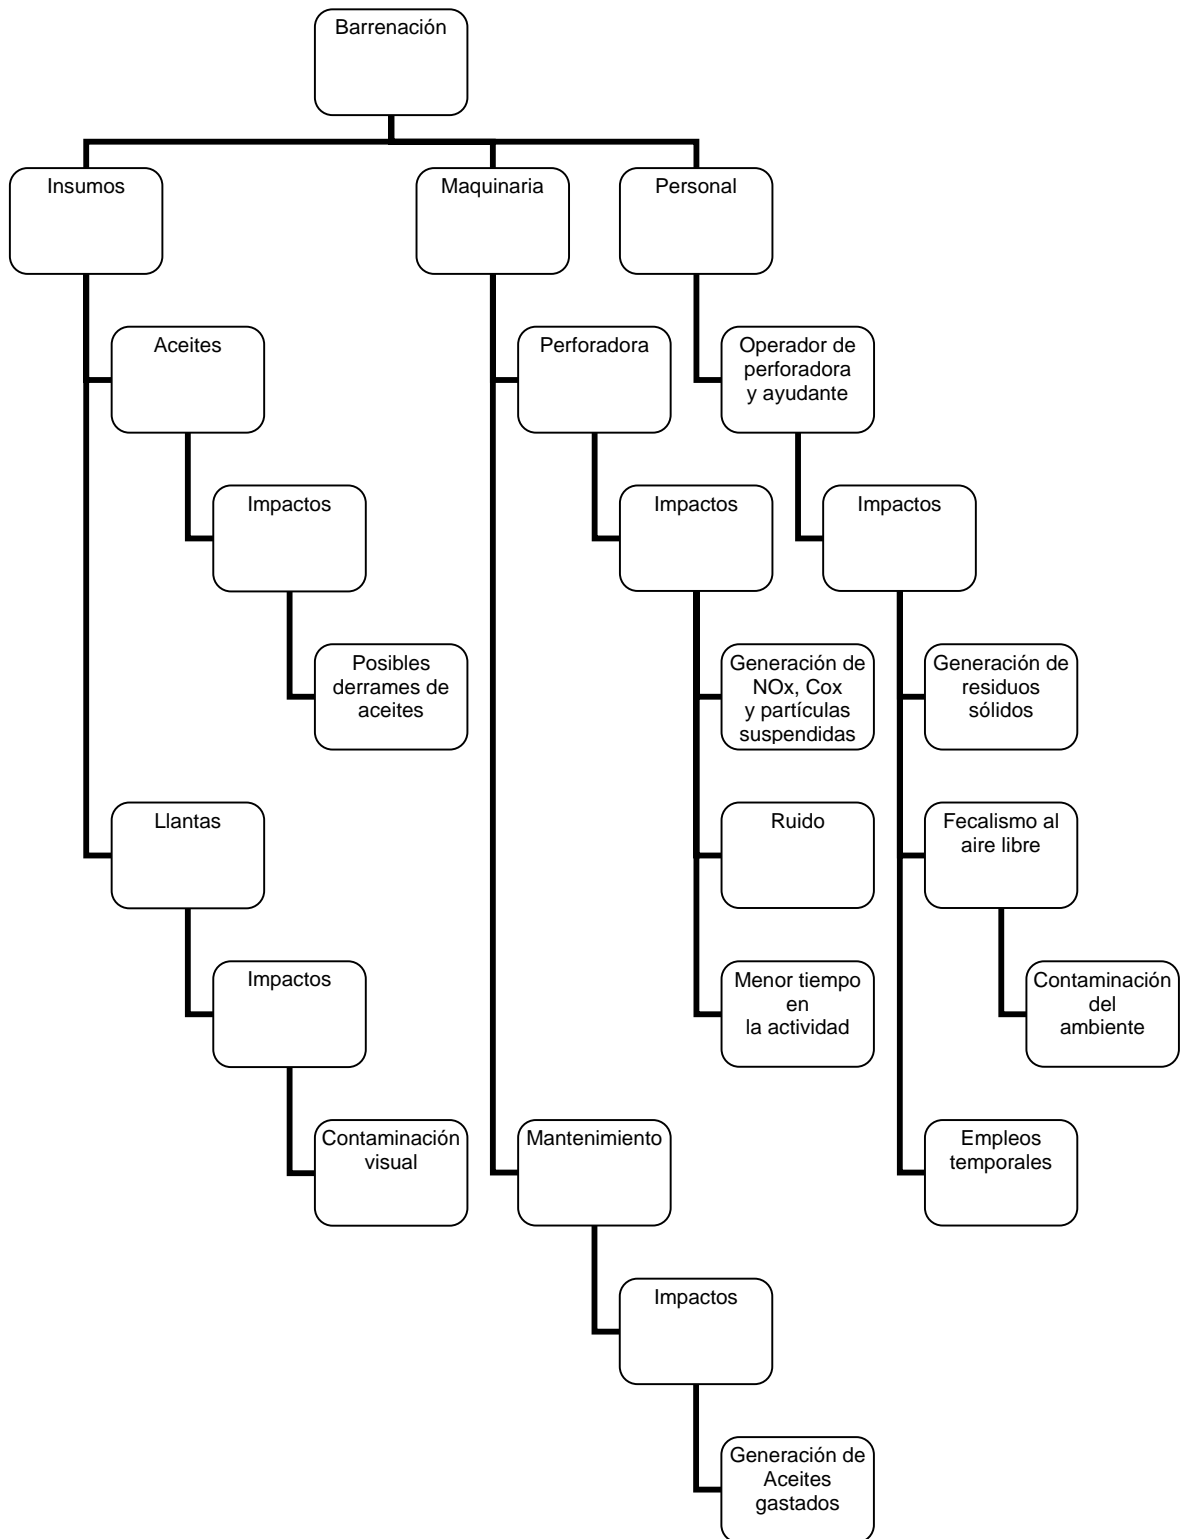 Barrenación
Insumos
Maquinaria
Personal
Aceites
Perforadora
Operador de
perforadora
y ayudante
Impactos
Impactos
Impactos
Posibles
derrames de
aceites
Generación de
NOx, Cox
y partículas
suspendidas
Generación de
residuos
sólidos
Llantas
Ruido
Fecalismo al
aire libre
Impactos
Menor tiempo
en
la actividad
Contaminación
del
ambiente
Contaminación
visual
Mantenimiento
Empleos
temporales
Impactos
Generación de
Aceites
gastados